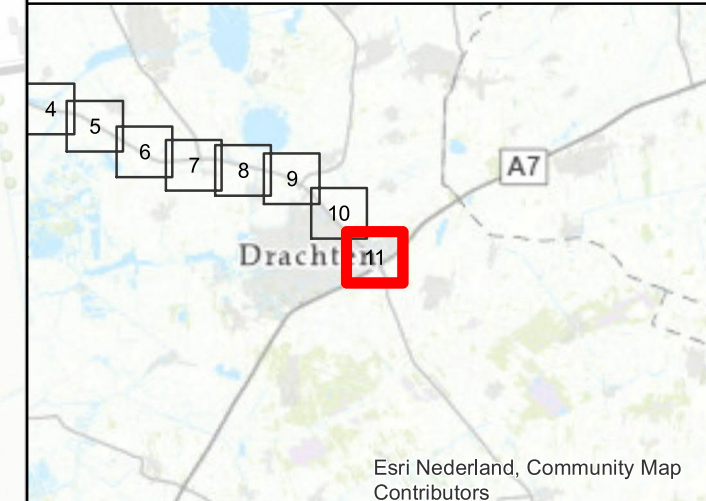 4
5
6
7
8
9
A7
10
Drachten
11
Esri Nederland, Community Map
Contributors